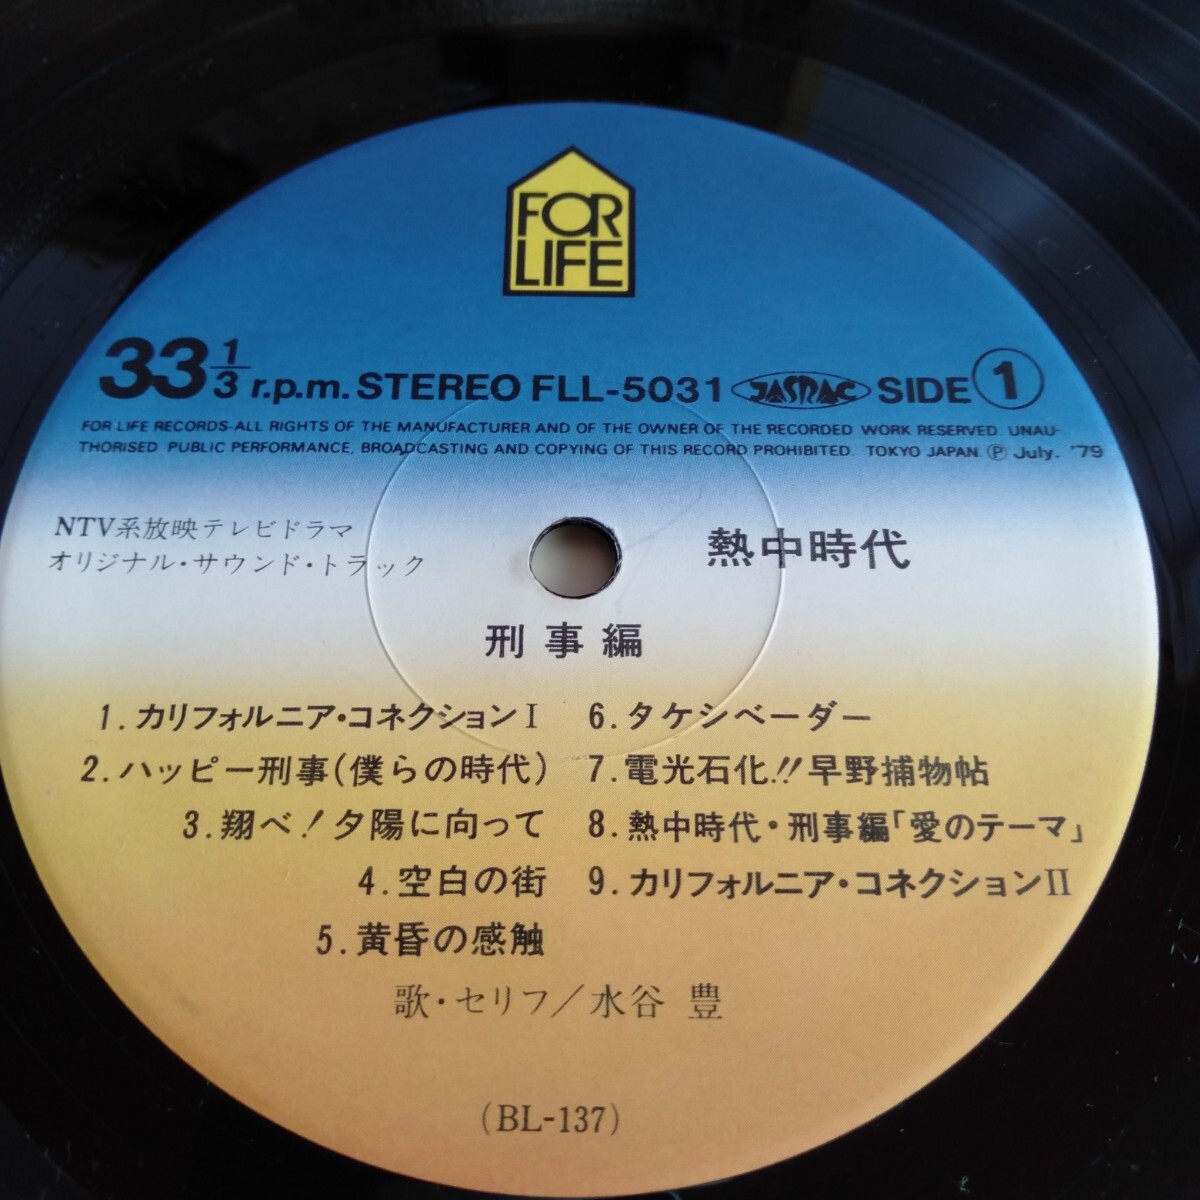 FOR
LIFE
33 1/3 r.p.m. STEREO FLL-5031 JASRAC SIDE 1
FOR LIFE RECORDS-ALL RIGHTS OF THE MANUFACTURER AND OF THE OWNER OF THE RECORDED WORK RESERVED. UNAU-
THORISED PUBLIC PERFORMANCE, BROADCASTING AND COPYING OF THIS RECORD PROHIBITED. TOKYO JAPAN. Ⓟ July. '79
NTV系放映テレビドラマ
オリジナル・サウンド・トラック
熱中時代
刑事編
1. カリフォルニア・コネクションⅠ
2. ハッピー刑事(僕らの時代)
3. 翔べ!夕陽に向って
4. 空白の街
5. 黄昏の感触
6. タケシベーダー
7. 電光石化!!早野捕物帖
8. 熱中時代・刑事編「愛のテーマ」
9. カリフォルニア・コネクションⅡ
歌・セリフ/水谷 豊
(BL-137)